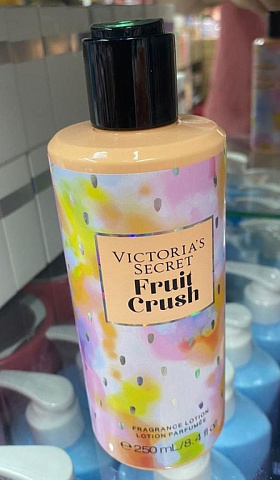 VICTORIA'S
SECRET
Fruit
Crush
FRAGRANCE LOTION
LOTION PARFUMÉE
℮ 250 mL/8.4 fl oz